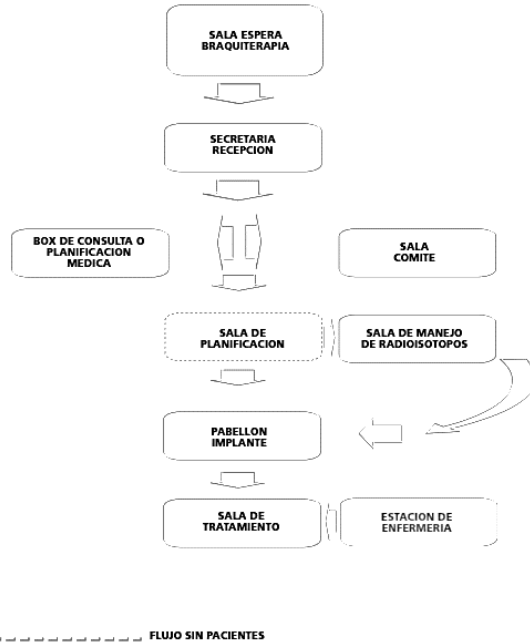 SALA ESPERA
BRAQUITERAPIA
SECRETARIA
RECEPCION
BOX DE CONSULTA O
PLANIFICACION
MEDICA
SALA
COMITE
SALA DE
PLANIFICACION
SALA DE MANEJO
DE RADIOISOTOPOS
PABELLON
IMPLANTE
SALA DE
TRATAMIENTO
ESTACION DE
ENFERMERIA
FLUJO SIN PACIENTES